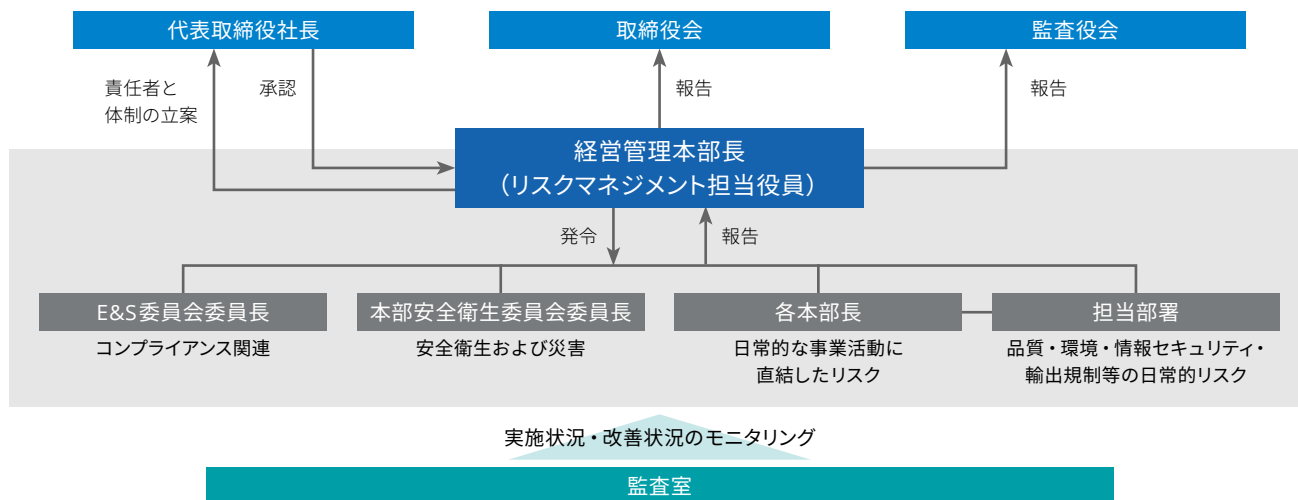 代表取締役社長
取締役会
監査役会
責任者と
体制の立案
承認
報告
報告
経営管理本部長
（リスクマネジメント担当役員）
発令
報告
E&S委員会委員長
本部安全衛生委員会委員長
各本部長
担当部署
コンプライアンス関連
安全衛生および災害
日常的な事業活動に
直結したリスク
品質・環境・情報セキュリティ・
輸出規制等の日常的リスク
実施状況・改善状況のモニタリング
監査室